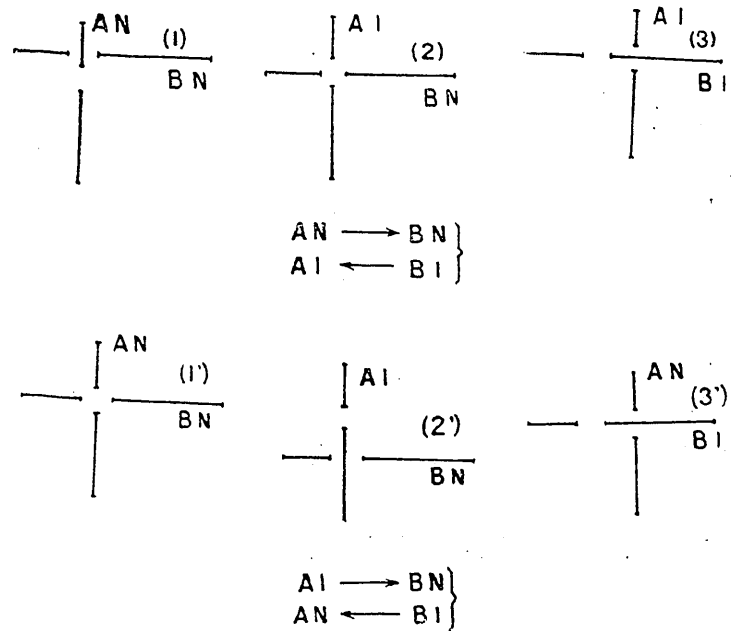 AN (1) BN
AI (2) BN
AI (3) BI
AN → BN
AI ← BI
AN (1') BN
AI (2') BN
AN (3') BI
AI → BN
AN ← BI